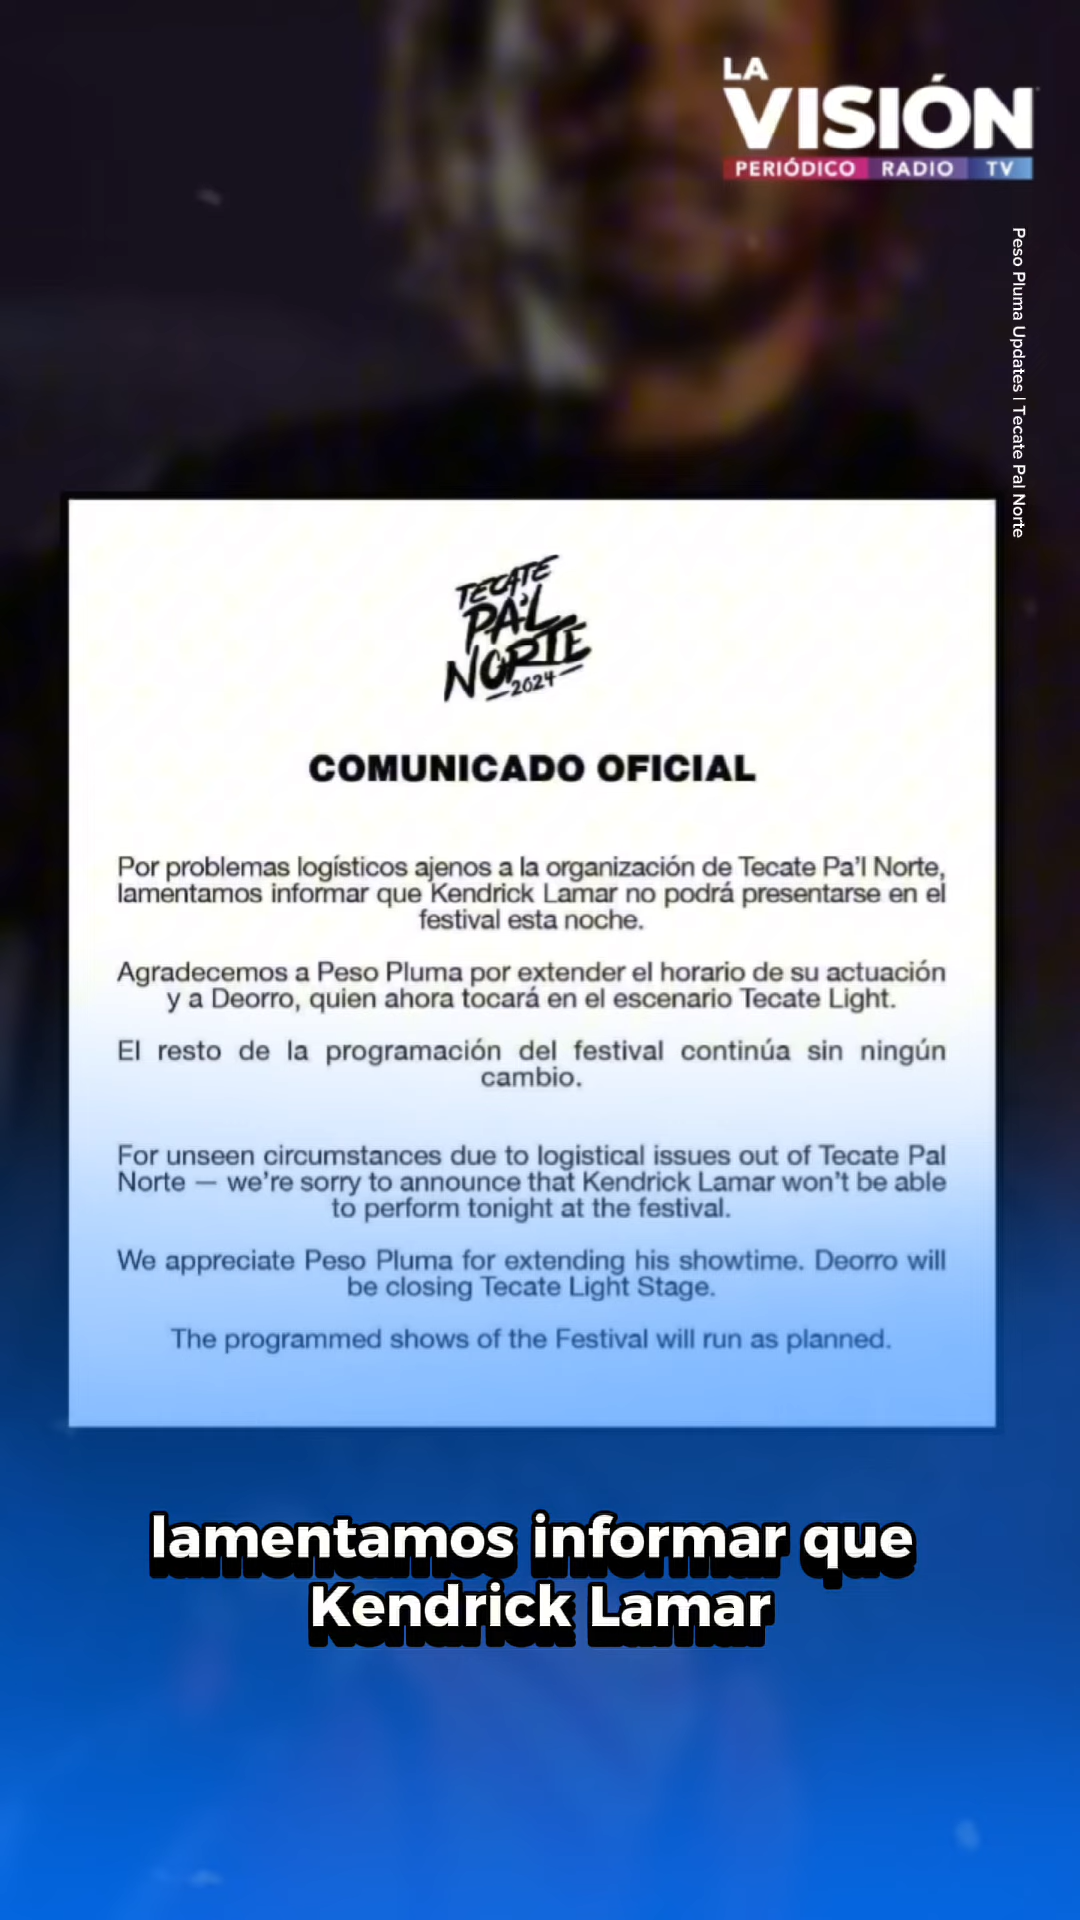 LA
VISIÓN
PERIÓDICO RADIO TV
Peso Pluma Updates | Tecate Pal Norte
TECATE
PA'L
NORTE
2024
COMUNICADO OFICIAL
Por problemas logísticos ajenos a la organización de Tecate Pa'l Norte,
lamentamos informar que Kendrick Lamar no podrá presentarse en el
festival esta noche.
Agradecemos a Peso Pluma por extender el horario de su actuación
y a Deorro, quien ahora tocará en el escenario Tecate Light.
El resto de la programación del festival continúa sin ningún
cambio.
For unseen circumstances due to logistical issues out of Tecate Pal
Norte — we're sorry to announce that Kendrick Lamar won't be able
to perform tonight at the festival.
We appreciate Peso Pluma for extending his showtime. Deorro will
be closing Tecate Light Stage.
The programmed shows of the Festival will run as planned.
lamentamos informar que
Kendrick Lamar